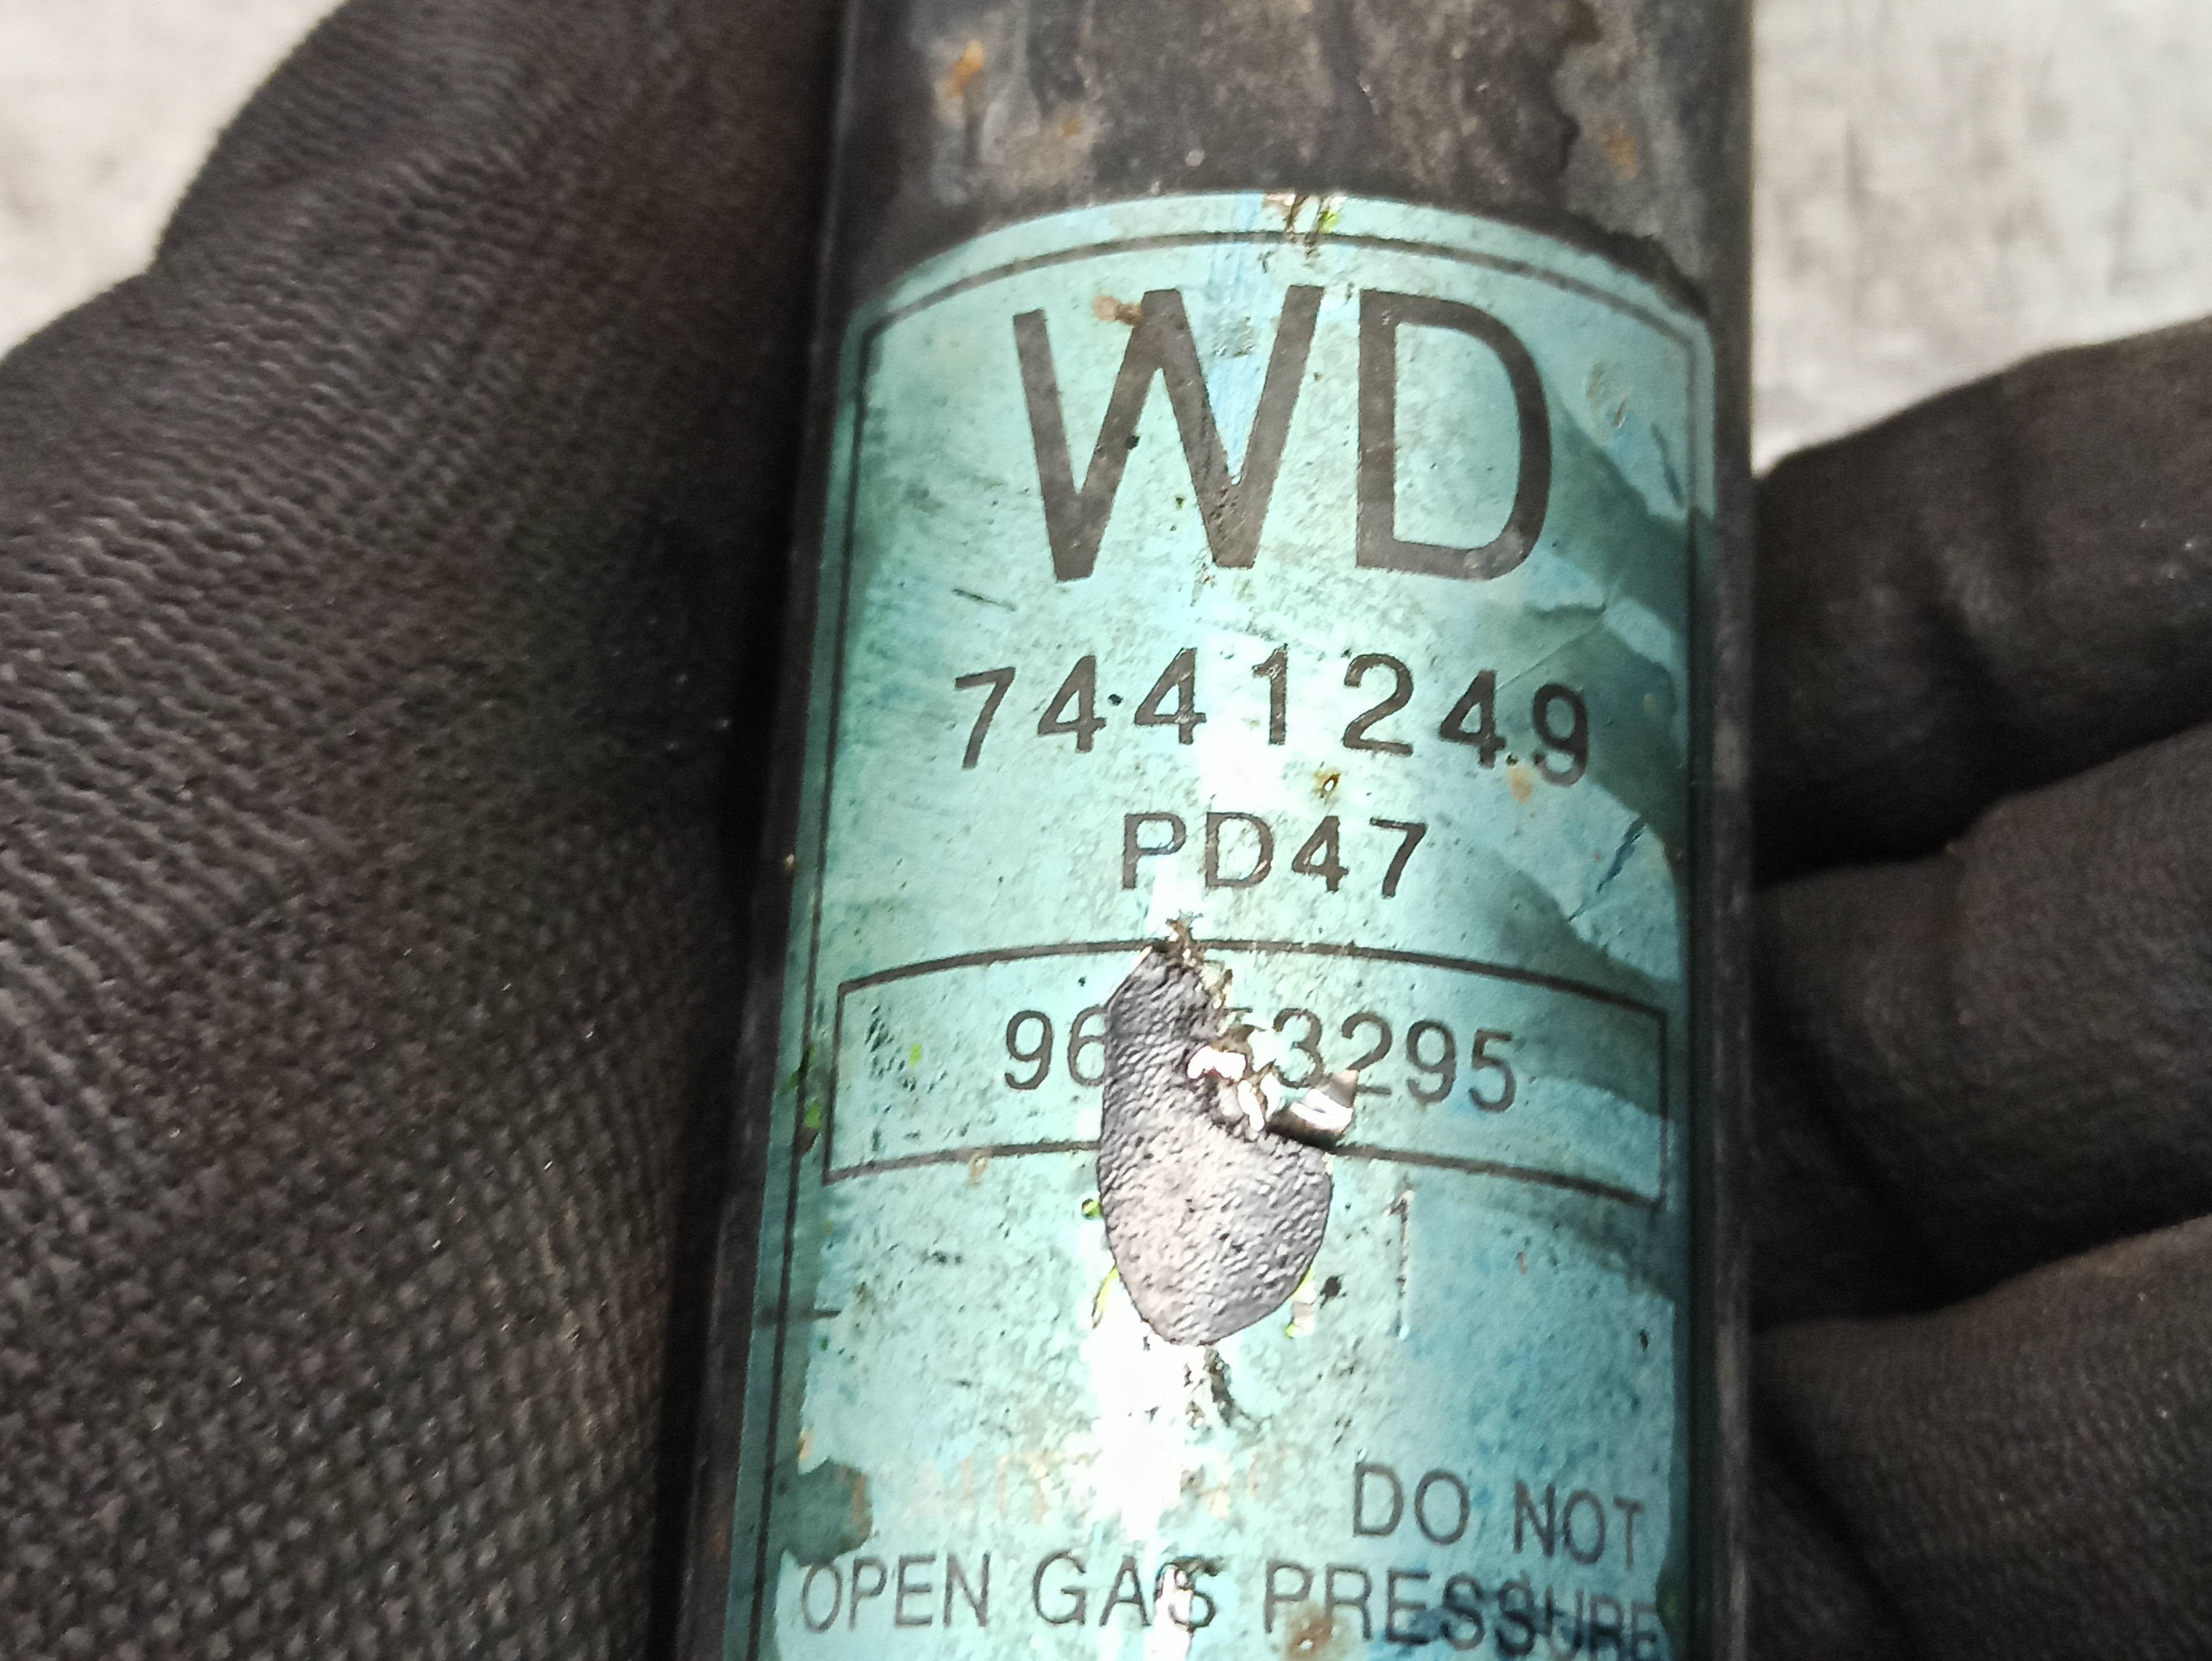 WD
7441249
PD47
DO NOT
OPEN GAS PRESSURE